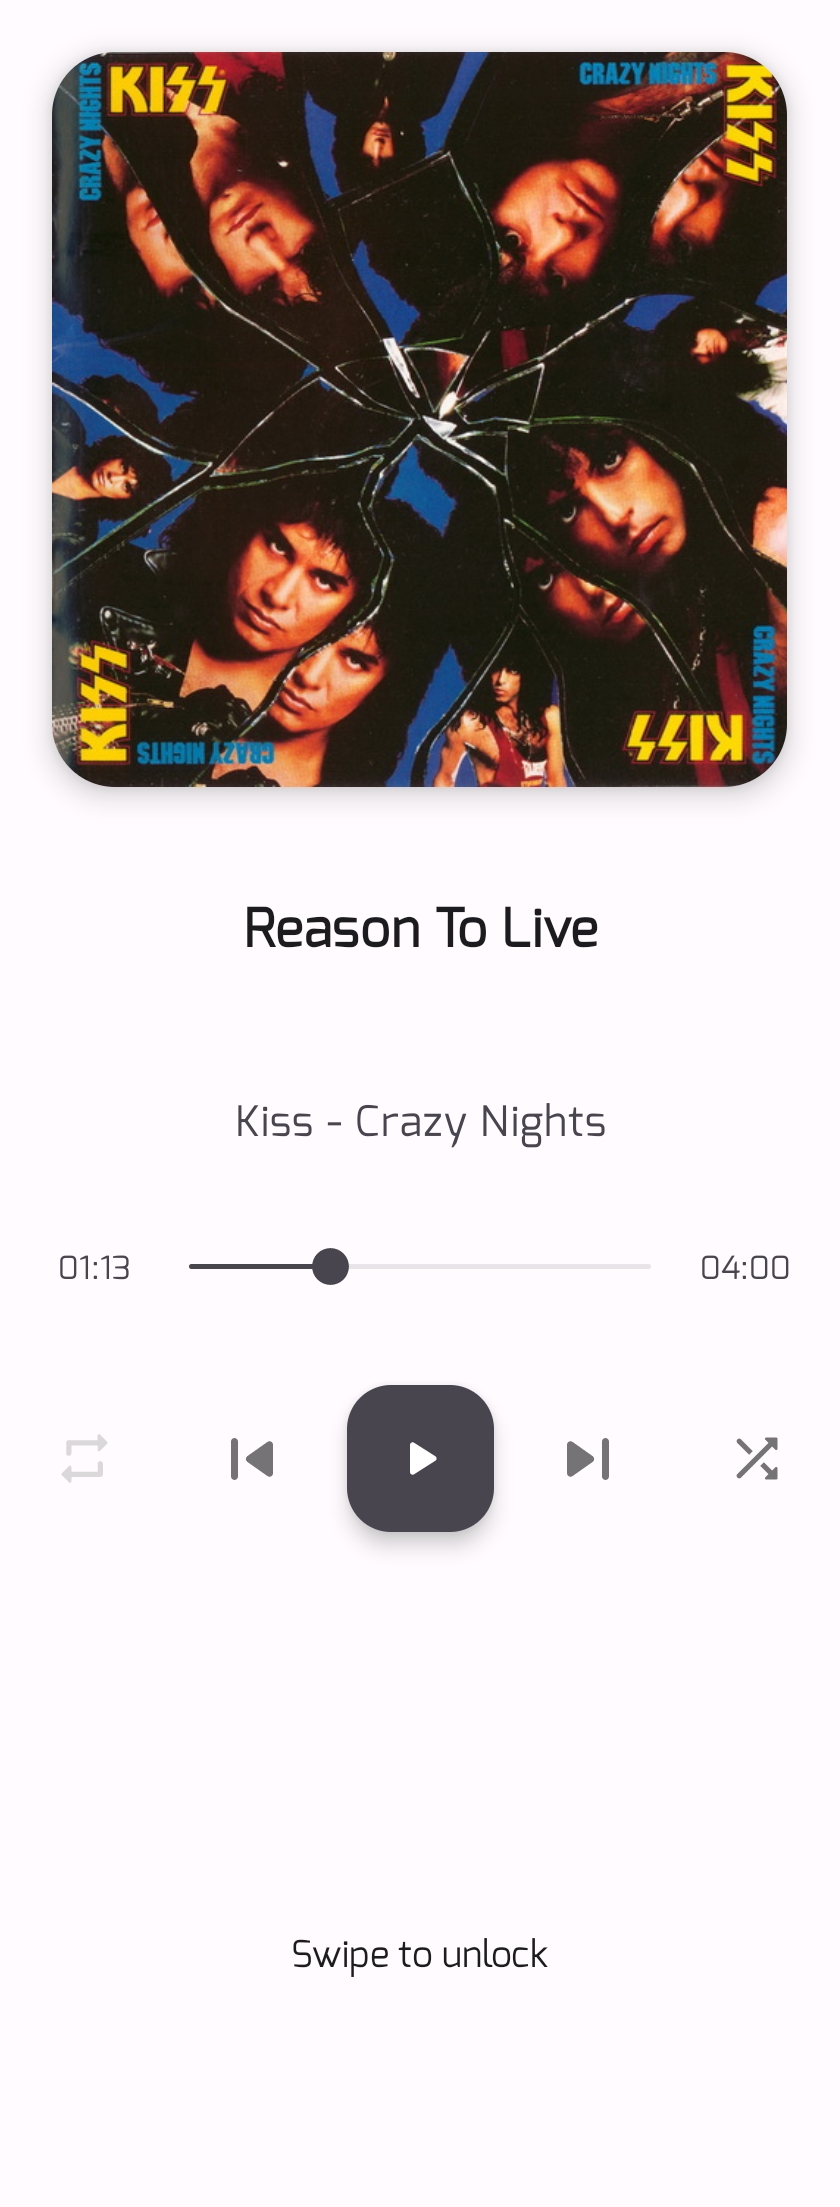 KISS
CRAZY NIGHTS
CRAZY NIGHTS
KISS
KISS
CRAZY NIGHTS
KISS
CRAZY NIGHTS
Reason To Live
Kiss - Crazy Nights
01:13
04:00
Swipe to unlock